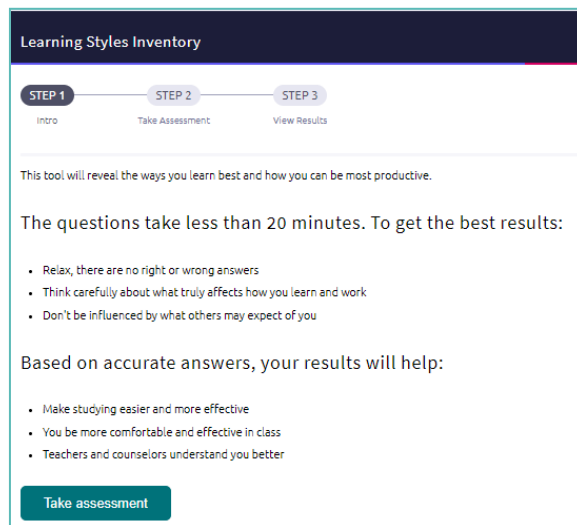 Learning Styles Inventory
STEP 1 STEP 2 STEP 3
Intro Take Assessment View Results
This tool will reveal the ways you learn best and how you can be most productive.
The questions take less than 20 minutes. To get the best results:
• Relax, there are no right or wrong answers
• Think carefully about what truly affects how you learn and work
• Don't be influenced by what others may expect of you
Based on accurate answers, your results will help:
• Make studying easier and more effective
• You be more comfortable and effective in class
• Teachers and counselors understand you better
Take assessment